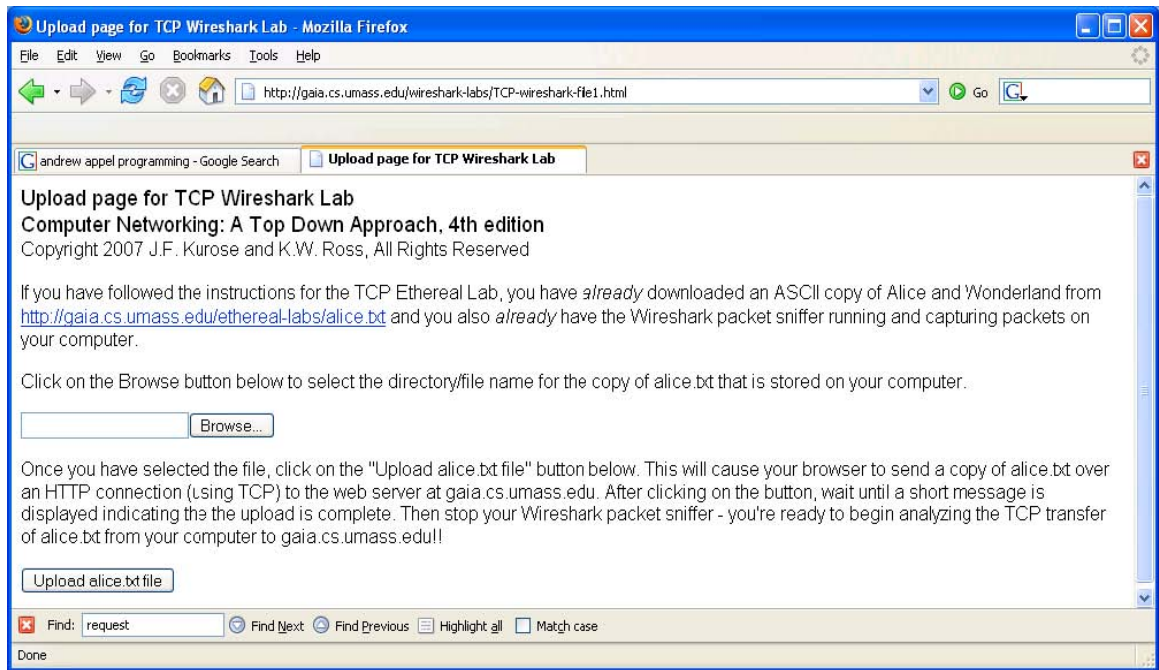 Upload page for TCP Wireshark Lab - Mozilla Firefox
File Edit View Go Bookmarks Tools Help
http://gaia.cs.umass.edu/wireshark-labs/TCP-wireshark-file1.html Go G
G andrew appel programming - Google Search Upload page for TCP Wireshark Lab
Upload page for TCP Wireshark Lab
Computer Networking: A Top Down Approach, 4th edition
Copyright 2007 J.F. Kurose and K.W. Ross, All Rights Reserved
If you have followed the instructions for the TCP Ethereal Lab, you have already downloaded an ASCII copy of Alice and Wonderland from
http://gaia.cs.umass.edu/ethereal-labs/alice.txt and you also already have the Wireshark packet sniffer running and capturing packets on
your computer.
Click on the Browse button below to select the directory/file name for the copy of alice.txt that is stored on your computer.
Browse...
Once you have selected the file, click on the "Upload alice.txt file" button below. This will cause your browser to send a copy of alice.txt over
an HTTP connection (using TCP) to the web server at gaia.cs.umass.edu. After clicking on the button, wait until a short message is
displayed indicating the the upload is complete. Then stop your Wireshark packet sniffer - you're ready to begin analyzing the TCP transfer
of alice.txt from your computer to gaia.cs.umass.edu!!
Upload alice.txt file
Find: request Find Next Find Previous Highlight all Match case
Done